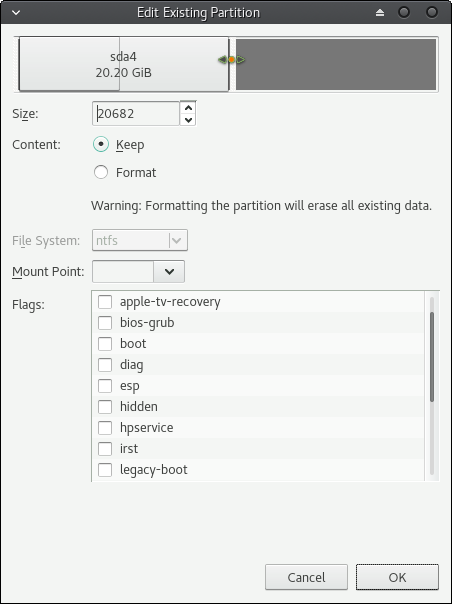 Edit Existing Partition
sda4
20.20 GiB
Size:
20682
Content:
Keep
Format
Warning: Formatting the partition will erase all existing data.
File System:
ntfs
Mount Point:
Flags:
apple-tv-recovery
bios-grub
boot
diag
esp
hidden
hpservice
irst
legacy-boot
Cancel
OK